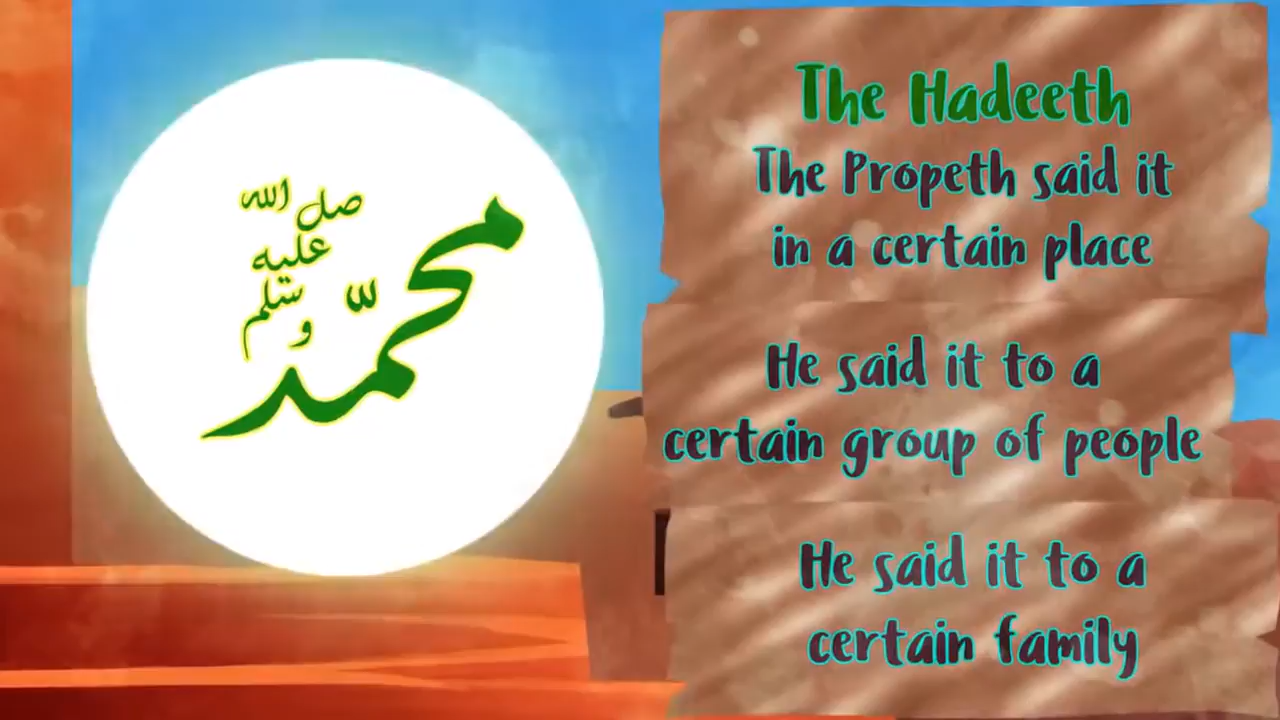 صل الله
عليه
وسلم
محمد
The Hadeeth
The Propeth said it
in a certain place
He said it to a
certain group of people
He said it to a
certain family